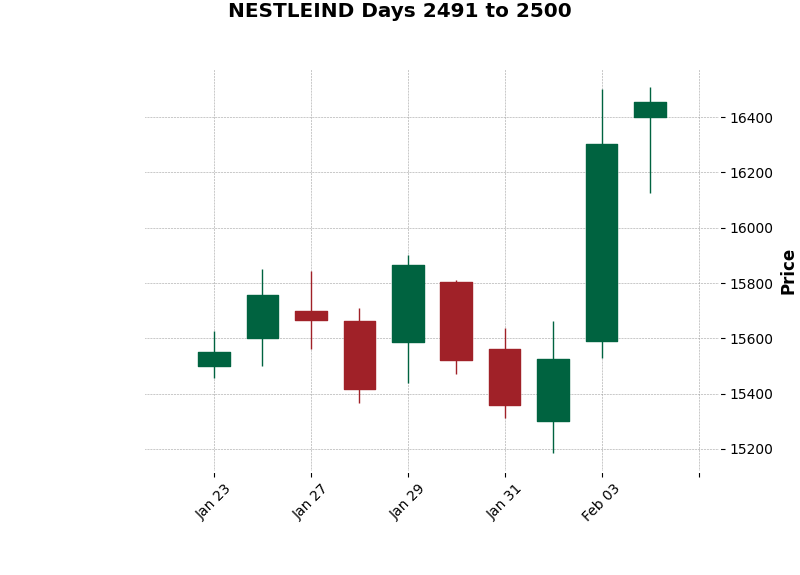 NESTLEIND Days 2491 to 2500
16400
16200
16000
15800
15600
15400
15200
Price
Jan 23
Jan 27
Jan 29
Jan 31
Feb 03